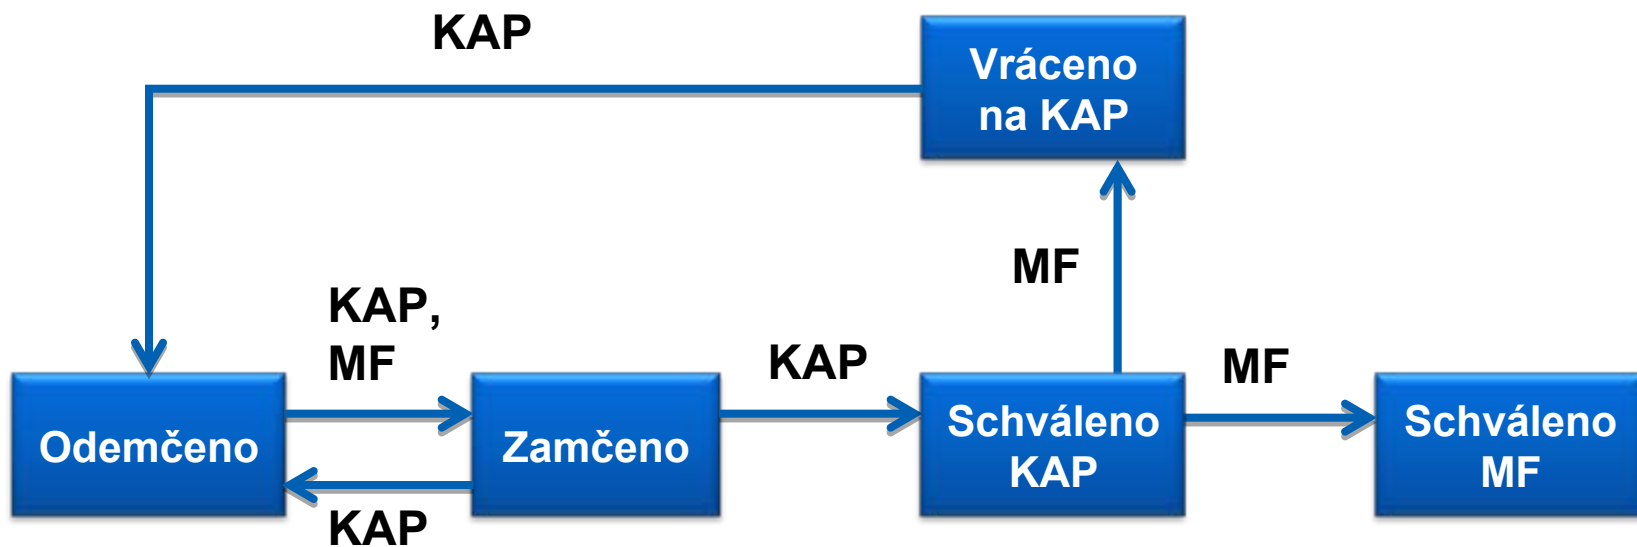 KAP
Vráceno
na KAP
MF
KAP,
MF
KAP
MF
Odemčeno
Zamčeno
Schváleno
KAP
Schváleno
MF
KAP